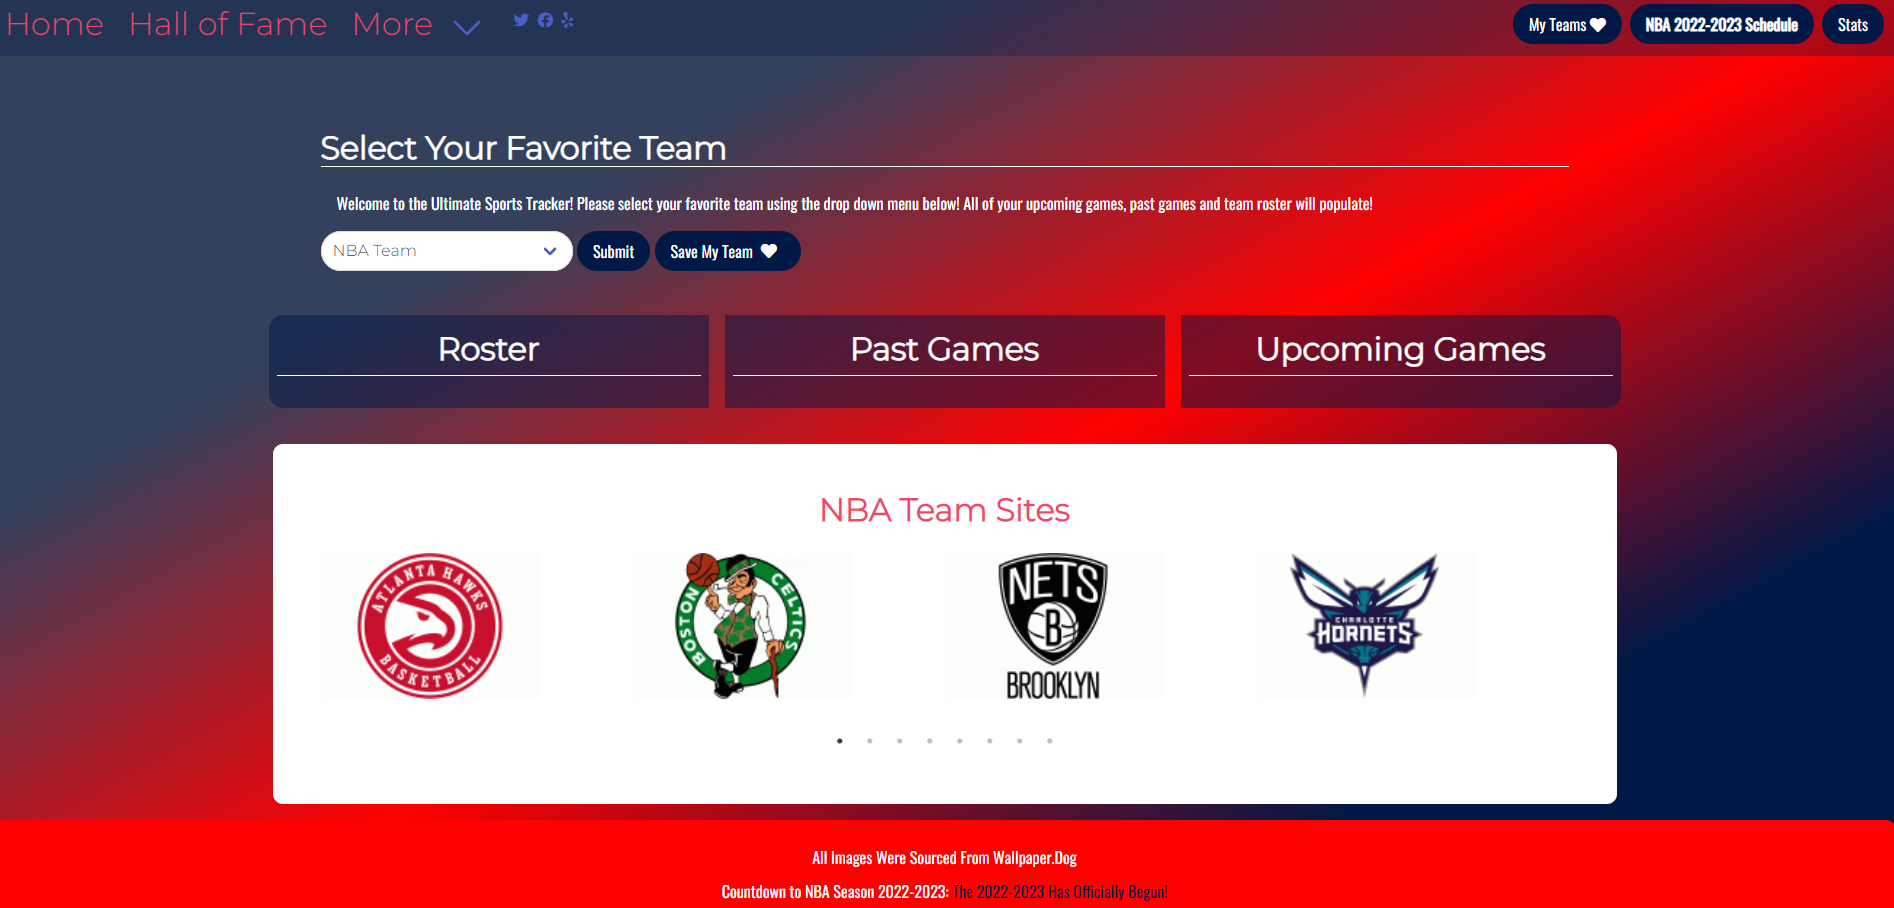 Home Hall of Fame More
My Teams NBA 2022-2023 Schedule Stats
Select Your Favorite Team
Welcome to the Ultimate Sports Tracker! Please select your favorite team using the drop down menu below! All of your upcoming games, past games and team roster will populate!
NBA Team Submit Save My Team
Roster Past Games Upcoming Games
NBA Team Sites
ATLANTA HAWKS
BASKETBALL
BOSTON CELTICS
NETS
B
BROOKLYN
CHARLOTTE
HORNETS
All Images Were Sourced From Wallpaper.Dog
Countdown to NBA Season 2022-2023: The 2022-2023 Has Officially Begun!